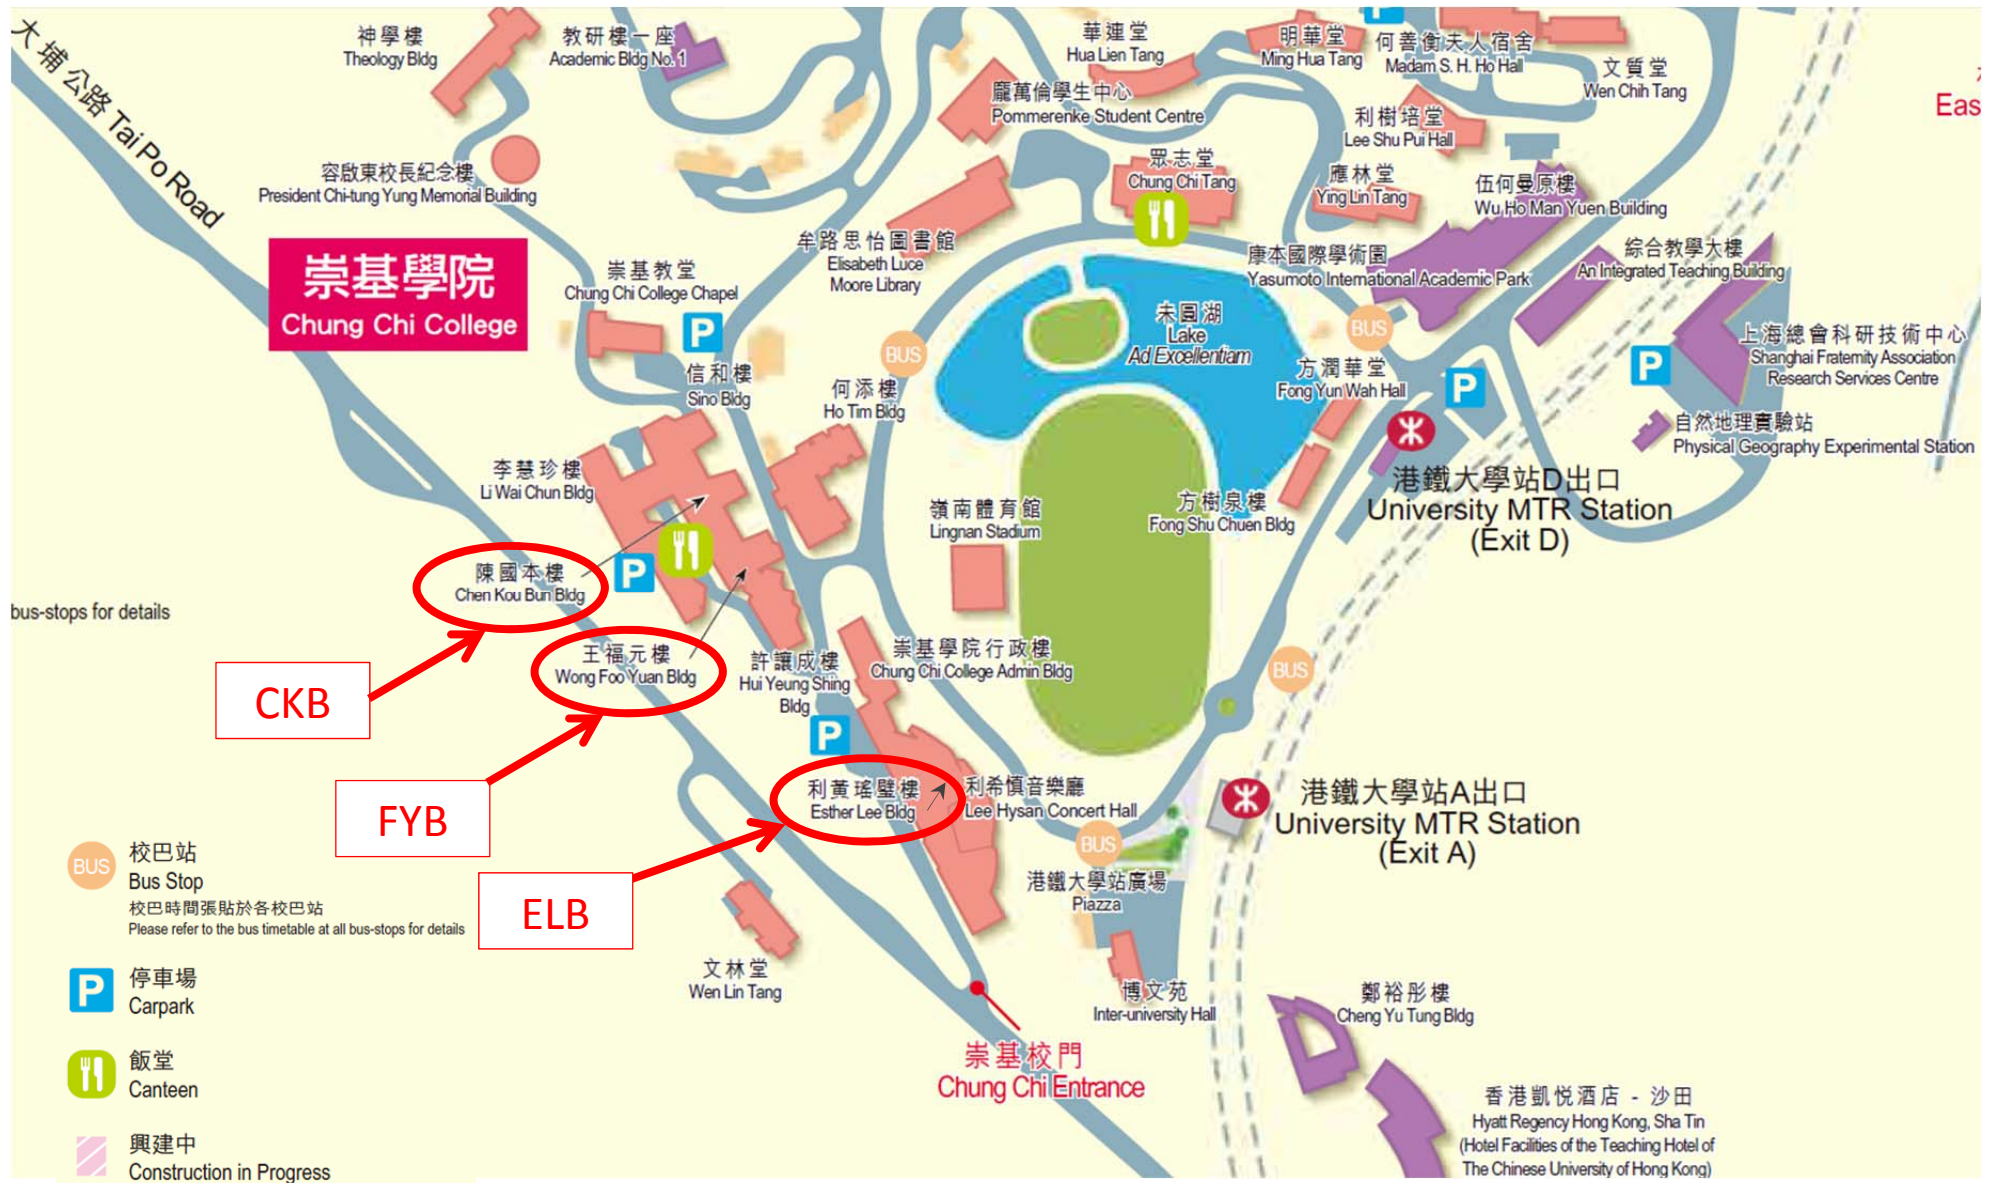 大埔公路 Tai Po Road
神學樓
Theology Bldg
教研樓一座
Academic Bldg No. 1
華連堂
Hua Lien Tang
明華堂
Ming Hua Tang
何善衡夫人宿舍
Madam S. H. Ho Hall
文質堂
Wen Chih Tang
龐萬倫學生中心
Pommerenke Student Centre
利樹培堂
Lee Shu Pui Hall
Eas
容啟東校長紀念樓
President Chi-tung Yung Memorial Building
眾志堂
Chung Chi Tang
應林堂
Ying Lin Tang
伍何曼原樓
Wu Ho Man Yuen Building
崇基學院
Chung Chi College
崇基教堂
Chung Chi College Chapel
牟路思怡圖書館
Elisabeth Luce
Moore Library
康本國際學術園
Yasumoto International Academic Park
綜合教學大樓
An Integrated Teaching Building
P
BUS
未圓湖
Lake
Ad Excellentiam
BUS
方潤華堂
Fong Yun Wah Hall
P
P
P
上海總會科研技術中心
Shanghai Fraternity Association
Research Services Centre
信和樓
Sino Bldg
何添樓
Ho Tim Bldg
自然地理實驗站
Physical Geography Experimental Station
李慧珍樓
Li Wai Chun Bldg
嶺南體育館
Lingnan Stadium
方樹泉樓
Fong Shu Chuen Bldg
港鐵大學站D出口
University MTR Station
(Exit D)
陳國本樓
Chen Kou Bun Bldg
P
bus-stops for details
CKB
王福元樓
Wong Foo Yuan Bldg
許讓成樓
Hui Yeung Shing
Bldg
崇基學院行政樓
Chung Chi College Admin Bldg
BUS
P
FYB
利黃瑤璧樓
Esther Lee Bldg
利希慎音樂廳
Lee Hysan Concert Hall
港鐵大學站A出口
University MTR Station
(Exit A)
BUS
ELB
港鐵大學站廣場
Piazza
BUS
校巴站
Bus Stop
校巴時間張貼於各校巴站
Please refer to the bus timetable at all bus-stops for details
P
停車場
Carpark
文林堂
Wen Lin Tang
博文苑
Inter-university Hall
鄭裕彤樓
Cheng Yu Tung Bldg
崇基校門
Chung Chi Entrance
飯堂
Canteen
香港凱悦酒店 - 沙田
Hyatt Regency Hong Kong, Sha Tin
(Hotel Facilities of the Teaching Hotel of
The Chinese University of Hong Kong)
興建中
Construction in Progress